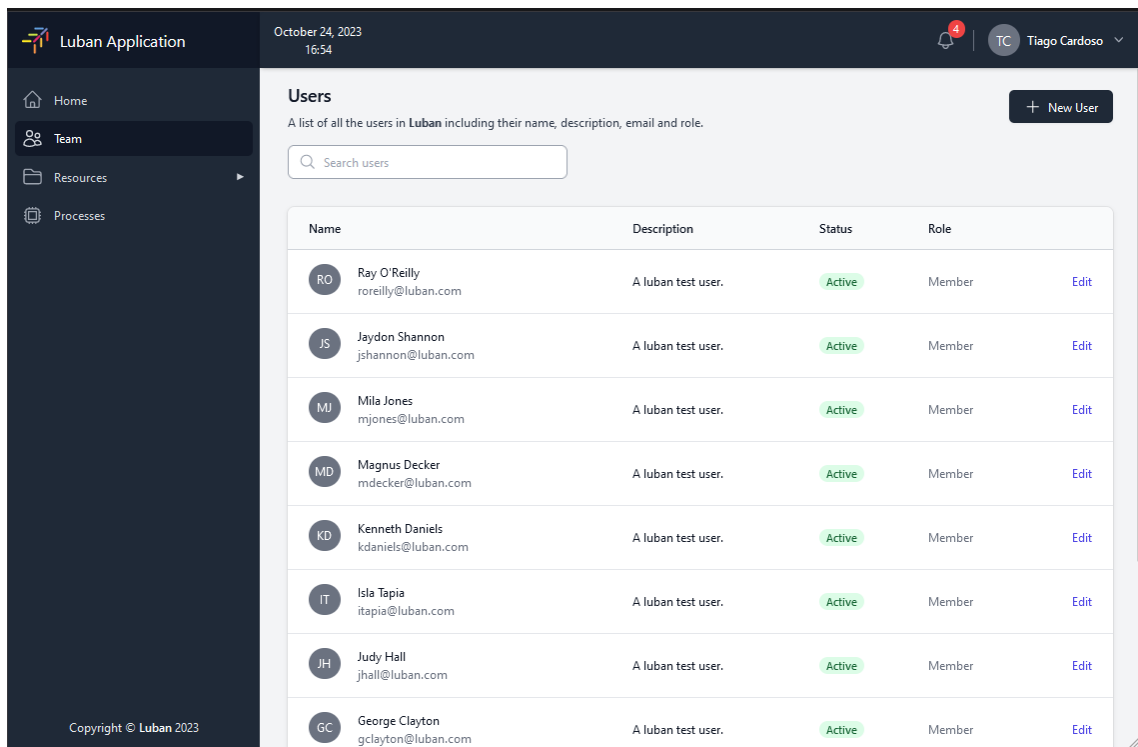 Luban Application
October 24, 2023
16:54
4
TC
Tiago Cardoso
Home
Team
Resources
Processes
Copyright © Luban 2023
Users
A list of all the users in Luban including their name, description, email and role.
New User
Search users
Name Description Status Role
RO Ray O'Reilly
roreilly@luban.com
A luban test user. Active Member Edit
JS Jaydon Shannon
jshannon@luban.com
A luban test user. Active Member Edit
MJ Mila Jones
mjones@luban.com
A luban test user. Active Member Edit
MD Magnus Decker
mdecker@luban.com
A luban test user. Active Member Edit
KD Kenneth Daniels
kdaniels@luban.com
A luban test user. Active Member Edit
IT Isla Tapia
itapia@luban.com
A luban test user. Active Member Edit
JH Judy Hall
jhall@luban.com
A luban test user. Active Member Edit
GC George Clayton
gclayton@luban.com
A luban test user. Active Member Edit